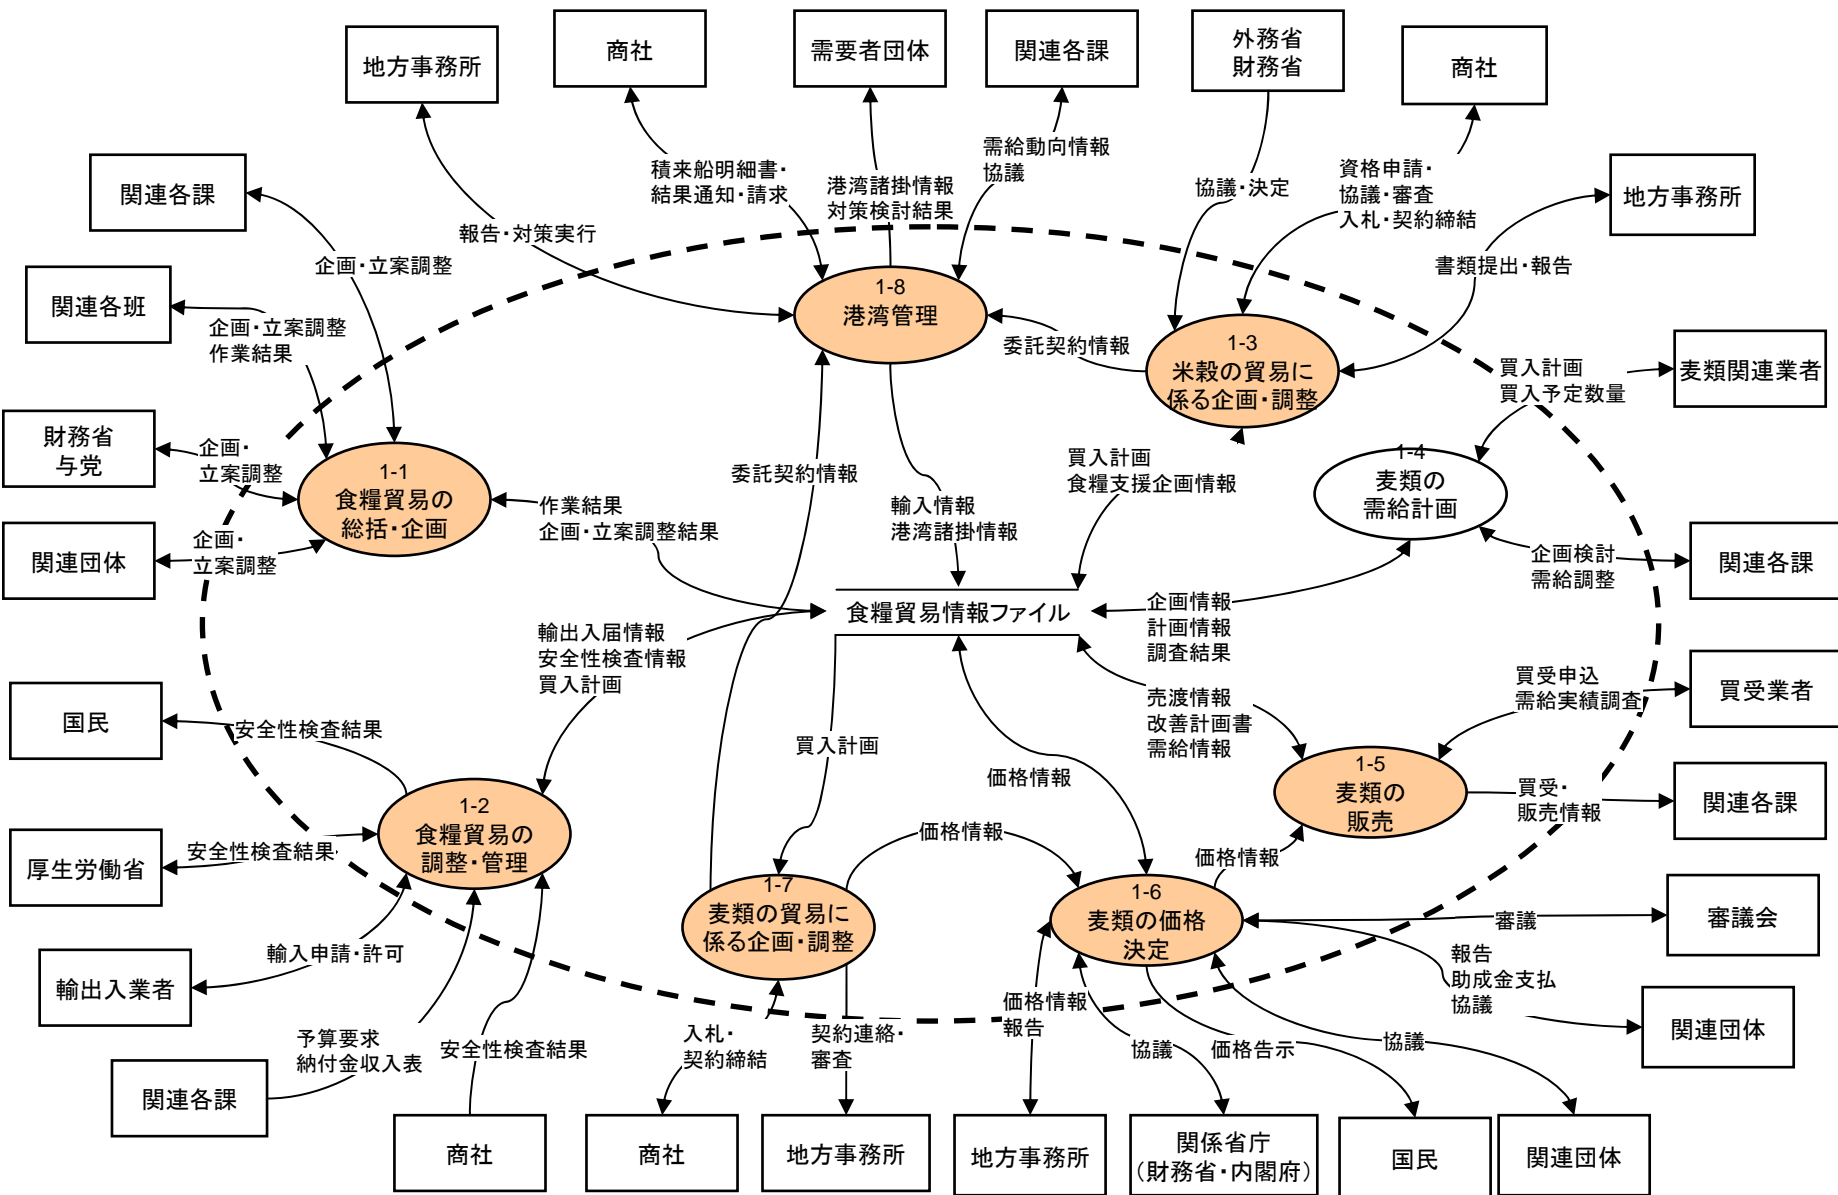 地方事務所
商社
需要者団体
関連各課
外務省
財務省
商社
関連各課
地方事務所
積来船明細書・
結果通知・請求
港湾諸掛情報
対策検討結果
需給動向情報
協議
協議・決定
資格申請・
協議・審査
入札・契約締結
報告・対策実行
企画・立案調整
書類提出・報告
関連各班
企画・立案調整
作業結果
1-8
港湾管理
委託契約情報
1-3
米穀の貿易に
係る企画・調整
買入計画
買入予定数量
麦類関連業者
財務省
与党
企画・
立案調整
1-1
食糧貿易の
総括・企画
委託契約情報
買入計画
食糧支援企画情報
1-4
麦類の
需給計画
作業結果
企画・立案調整結果
輸入情報
港湾諸掛情報
関連団体
企画・
立案調整
企画検討
需給調整
関連各課
食糧貿易情報ファイル
企画情報
計画情報
調査結果
輸出入届情報
安全性検査情報
買入計画
国民
安全性検査結果
買入計画
価格情報
売渡情報
改善計画書
需給情報
買受申込
需給実績調査
買受業者
1-2
食糧貿易の
調整・管理
1-5
麦類の
販売
買受・
販売情報
関連各課
厚生労働省
安全性検査結果
価格情報
価格情報
1-7
麦類の貿易に
係る企画・調整
1-6
麦類の価格
決定
審議
審議会
輸出入業者
輸入申請・許可
報告
助成金支払
協議
関連団体
予算要求
納付金収入表
安全性検査結果
入札・
契約締結
契約連絡・
審査
価格情報
報告
協議
価格告示
協議
関連各課
商社
商社
地方事務所
地方事務所
関係省庁
（財務省・内閣府）
国民
関連団体